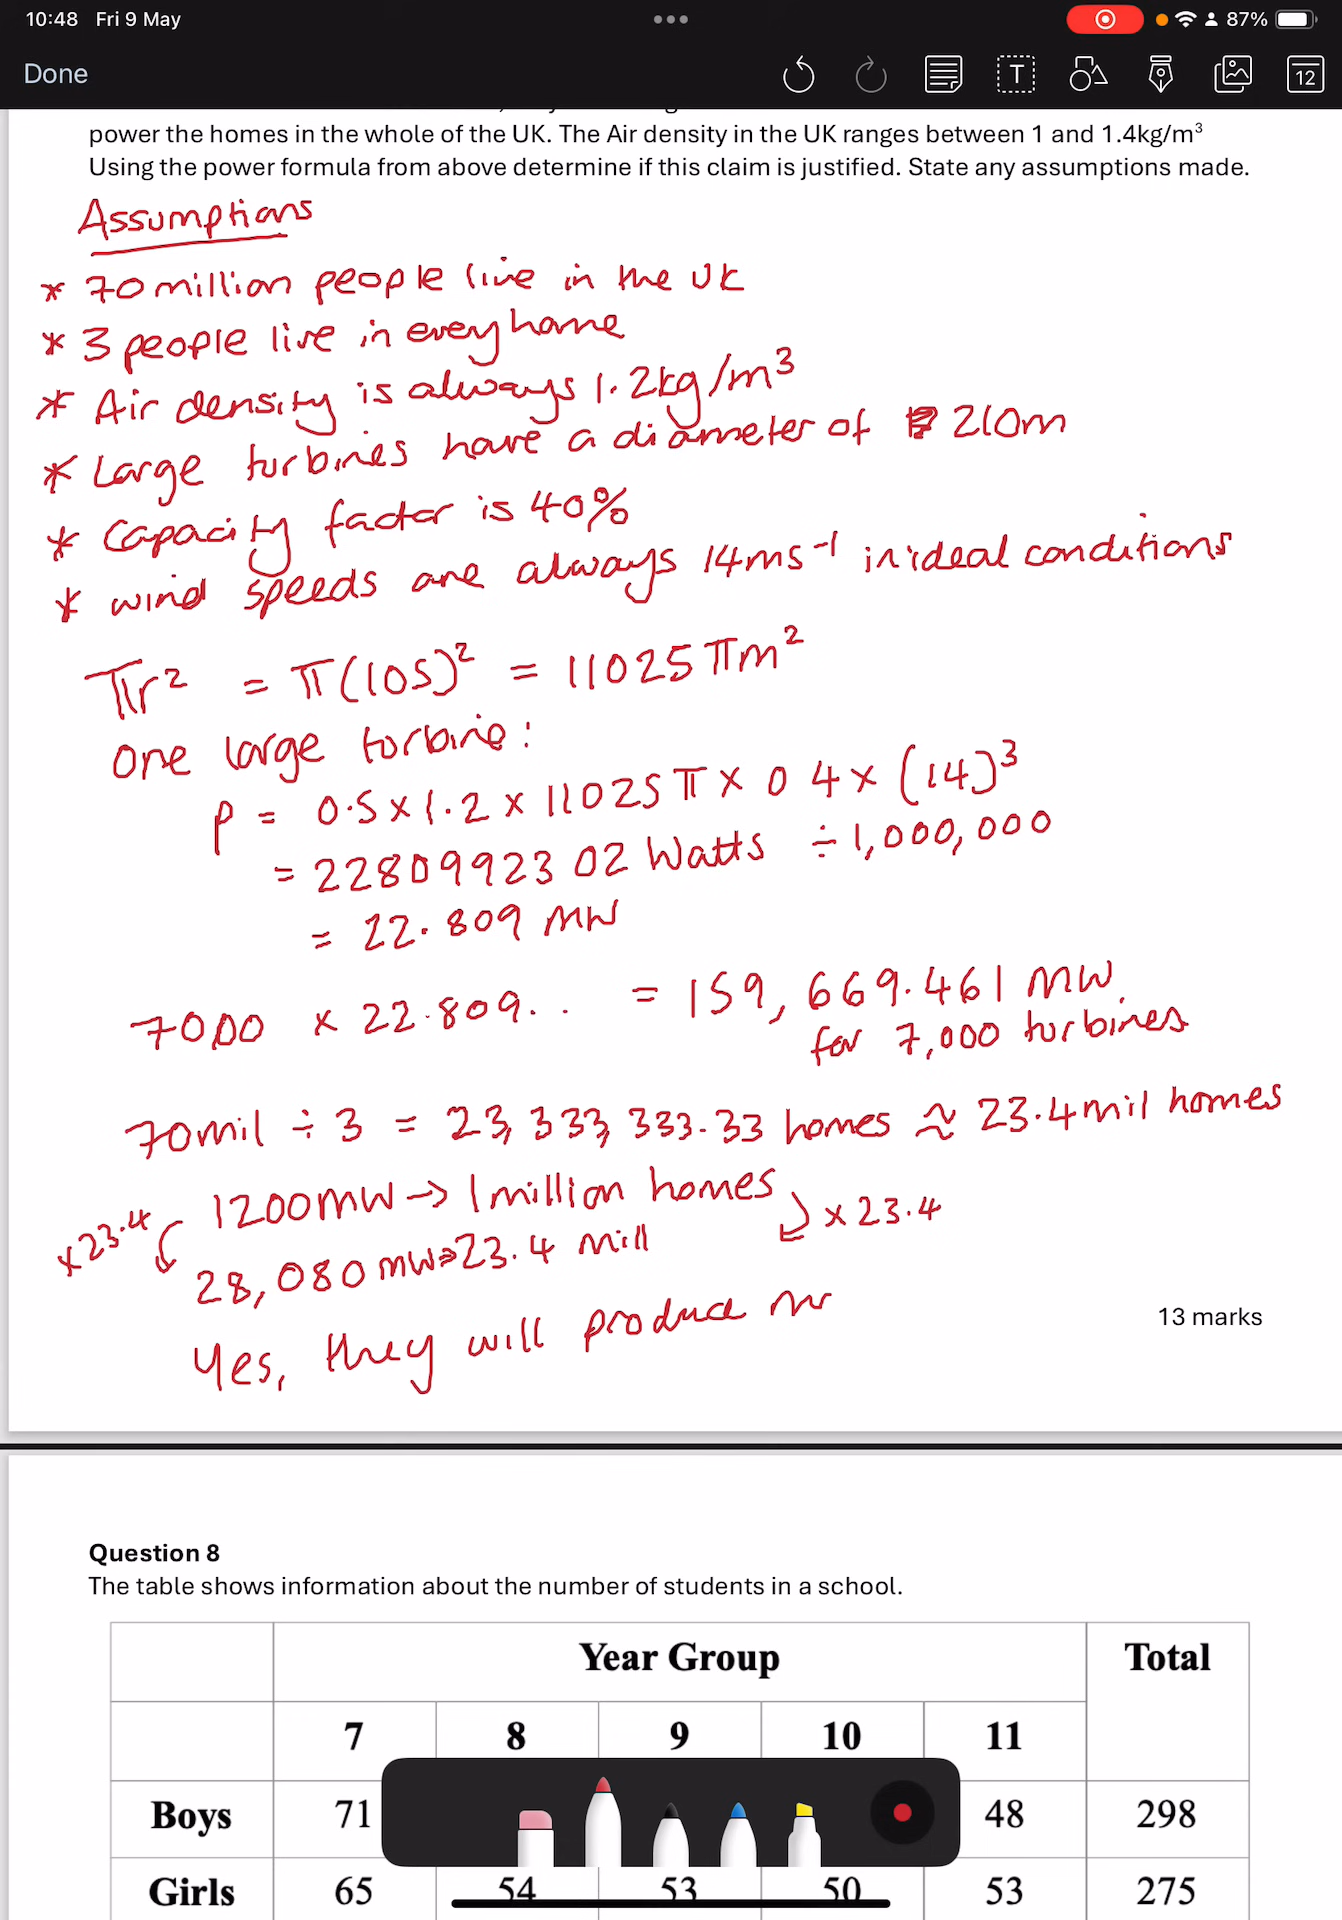 10:48 Fri 9 May
87%
Done
T
12
power the homes in the whole of the UK. The Air density in the UK ranges between 1 and 1.4kg/m³
Using the power formula from above determine if this claim is justified. State any assumptions made.
Assumptions
* 70 million people live in the UK
* 3 people live in every home
* Air density is always 1.2kg/m³
* Large turbines have a diameter of 210m
* Capacity factor is 40%
* wind speeds are always 14ms⁻¹ in ideal conditions
πr² = π(105)² = 11025πm²
One large turbine:
P = 0.5 x 1.2 x 11025π x 0.4 x (14)³
= 22809923.02 Watts ÷ 1,000,000
= 22.809 MW
7000 x 22.809.. = 159,669.461 MW
for 7,000 turbines
70mil ÷ 3 = 23,333,333.33 homes ≈ 23.4mil homes
1200MW → 1 million homes
x23.4 x 23.4
28,080 MW → 23.4 mill
Yes, they will produce
13 marks
Question 8
The table shows information about the number of students in a school.
Year Group Total
7 8 9 10 11
Boys 71 48 298
Girls 65 54 53 50 53 275